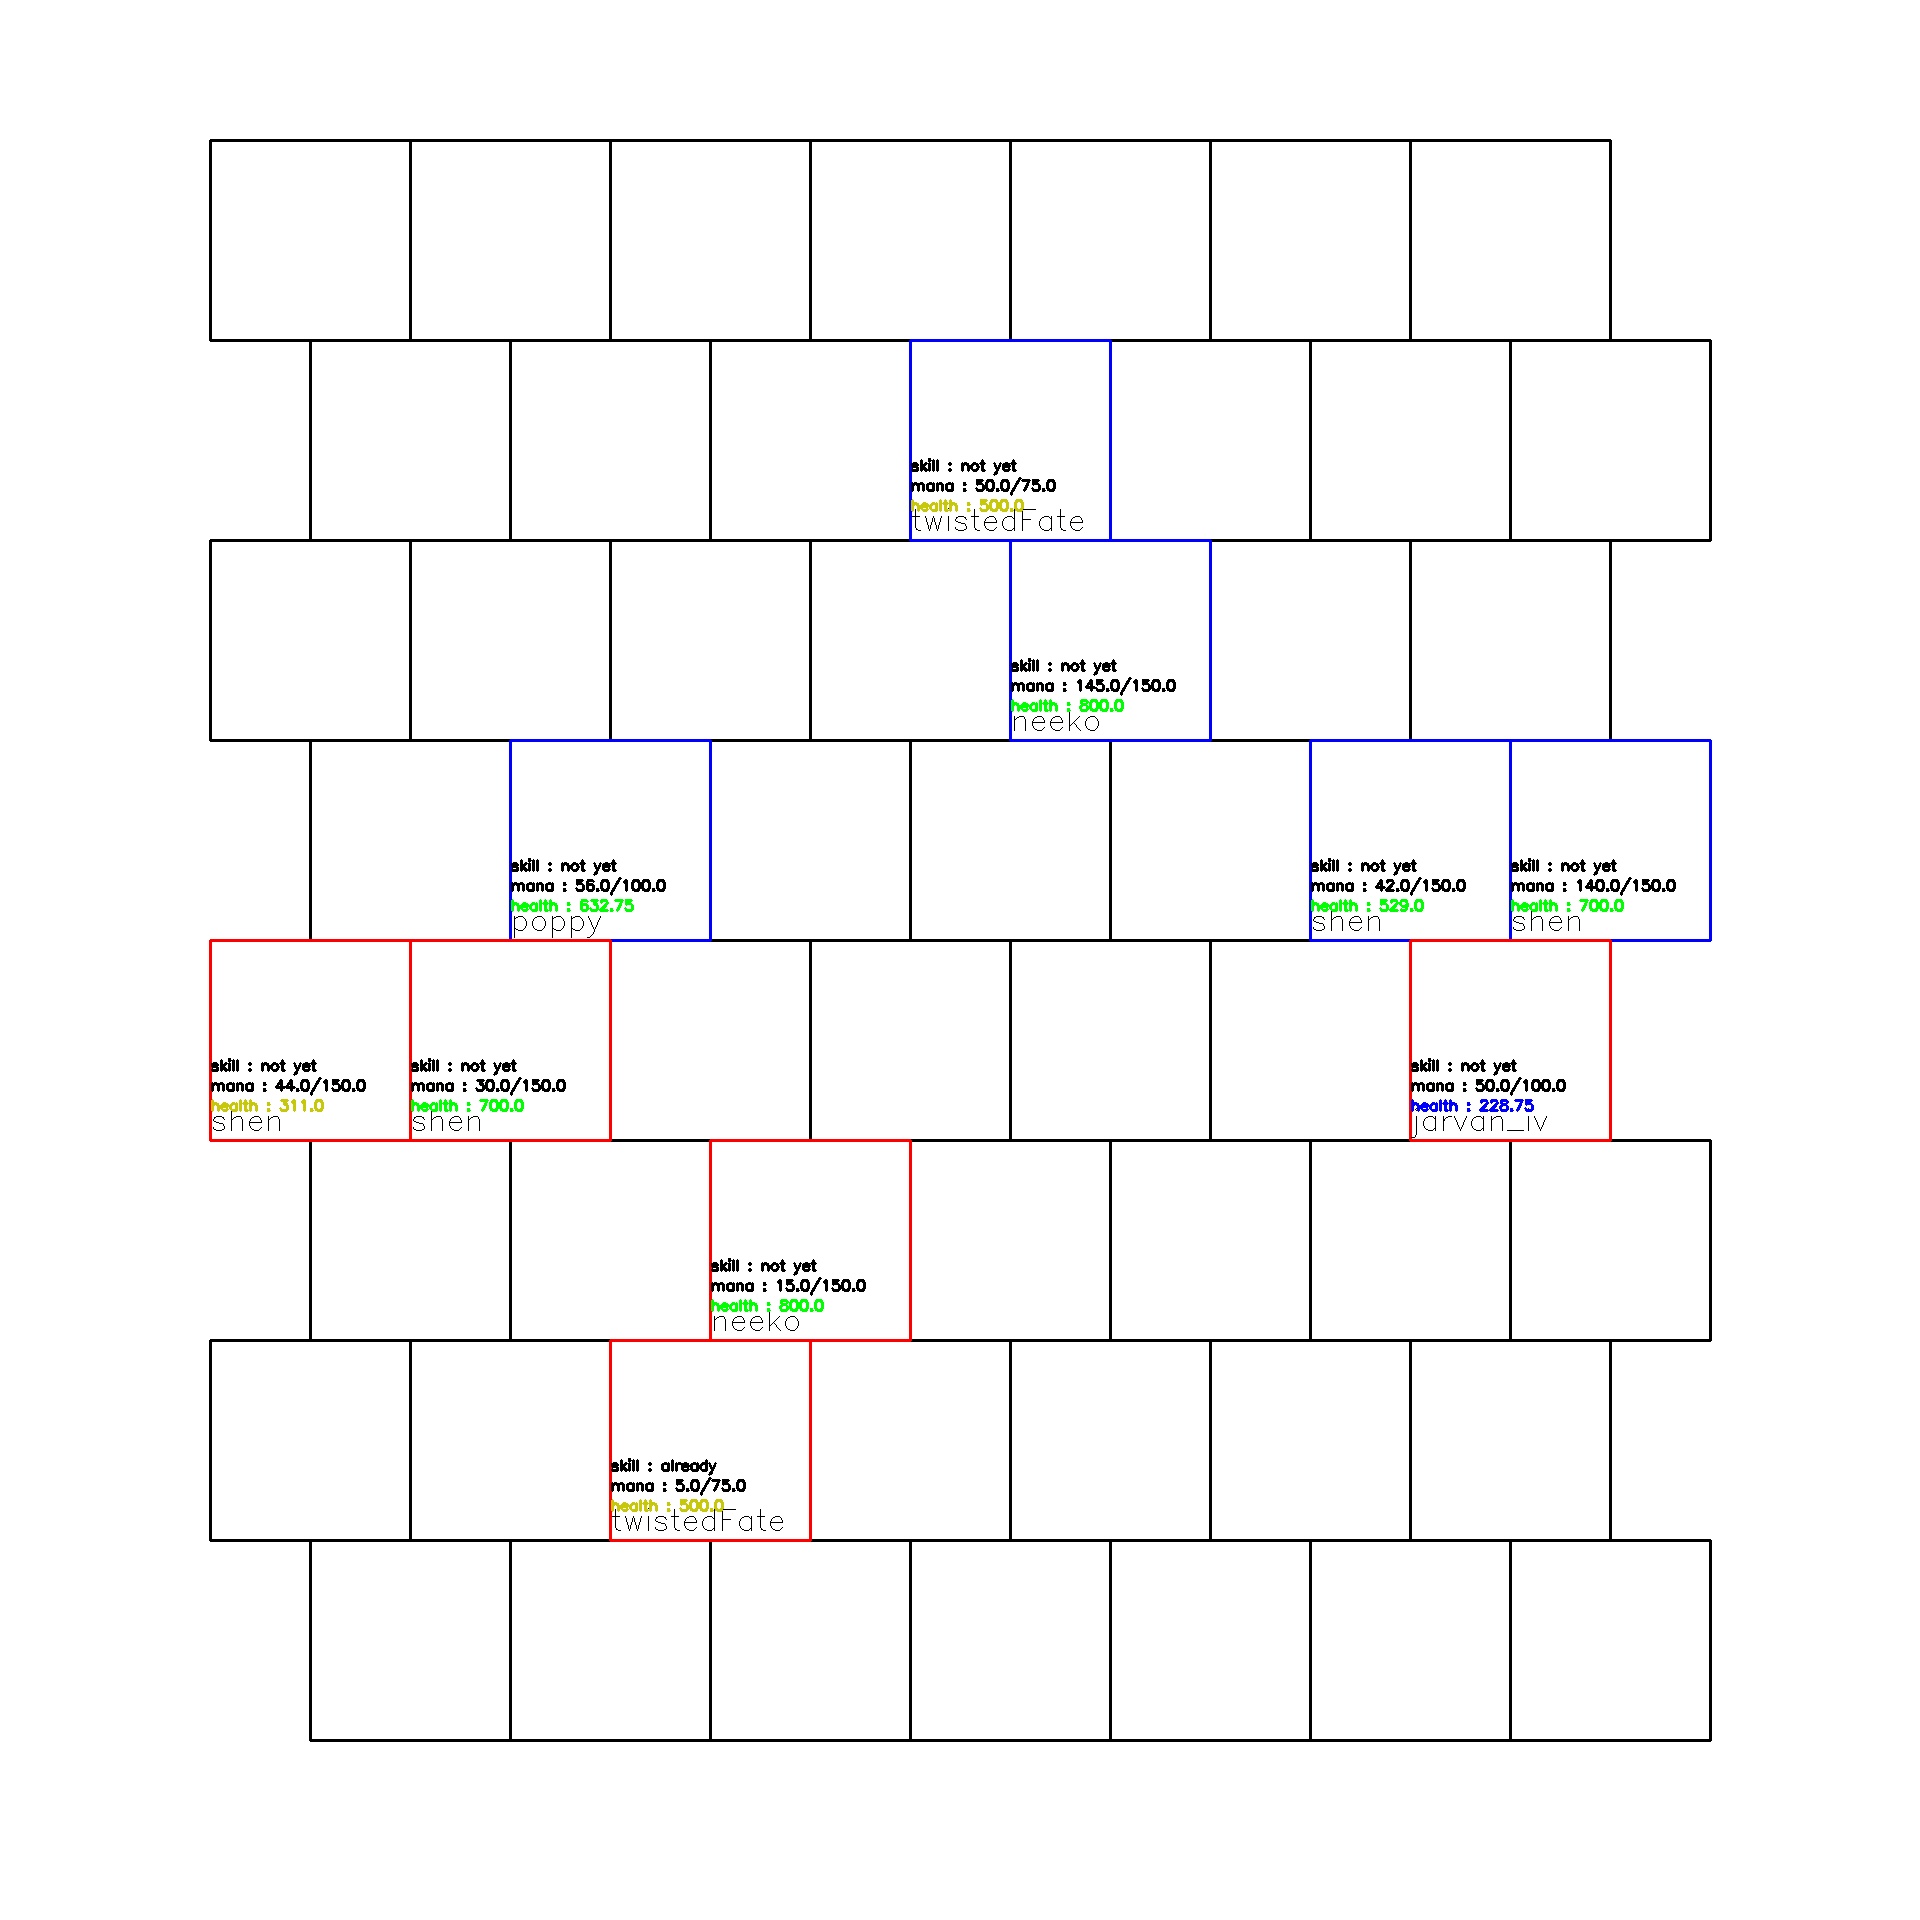 skill : not yet
mana : 50.0/75.0
health : 500.0
twistedFate
skill : not yet
mana : 145.0/150.0
health : 800.0
neeko
skill : not yet
mana : 56.0/100.0
health : 632.75
poppy
skill : not yet
mana : 42.0/150.0
health : 529.0
shen
skill : not yet
mana : 140.0/150.0
health : 700.0
shen
skill : not yet
mana : 44.0/150.0
health : 311.0
shen
skill : not yet
mana : 30.0/150.0
health : 700.0
shen
skill : not yet
mana : 50.0/100.0
health : 228.75
jarvan_iv
skill : not yet
mana : 15.0/150.0
health : 800.0
neeko
skill : already
mana : 5.0/75.0
health : 500.0
twistedFate